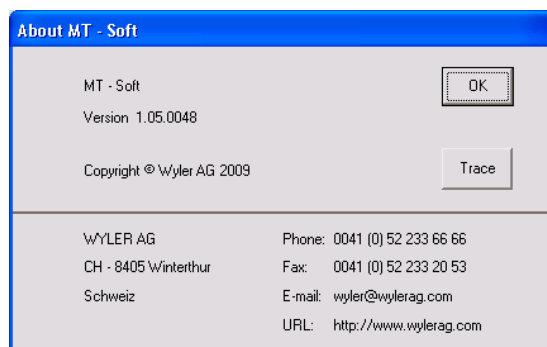 About MT - Soft
MT - Soft
OK
Version 1.05.0048
Copyright © Wyler AG 2009
Trace
WYLER AG
Phone: 0041 (0) 52 233 66 66
CH - 8405 Winterthur
Fax: 0041 (0) 52 233 20 53
Schweiz
E-mail: wyler@wylerag.com
URL: http://www.wylerag.com